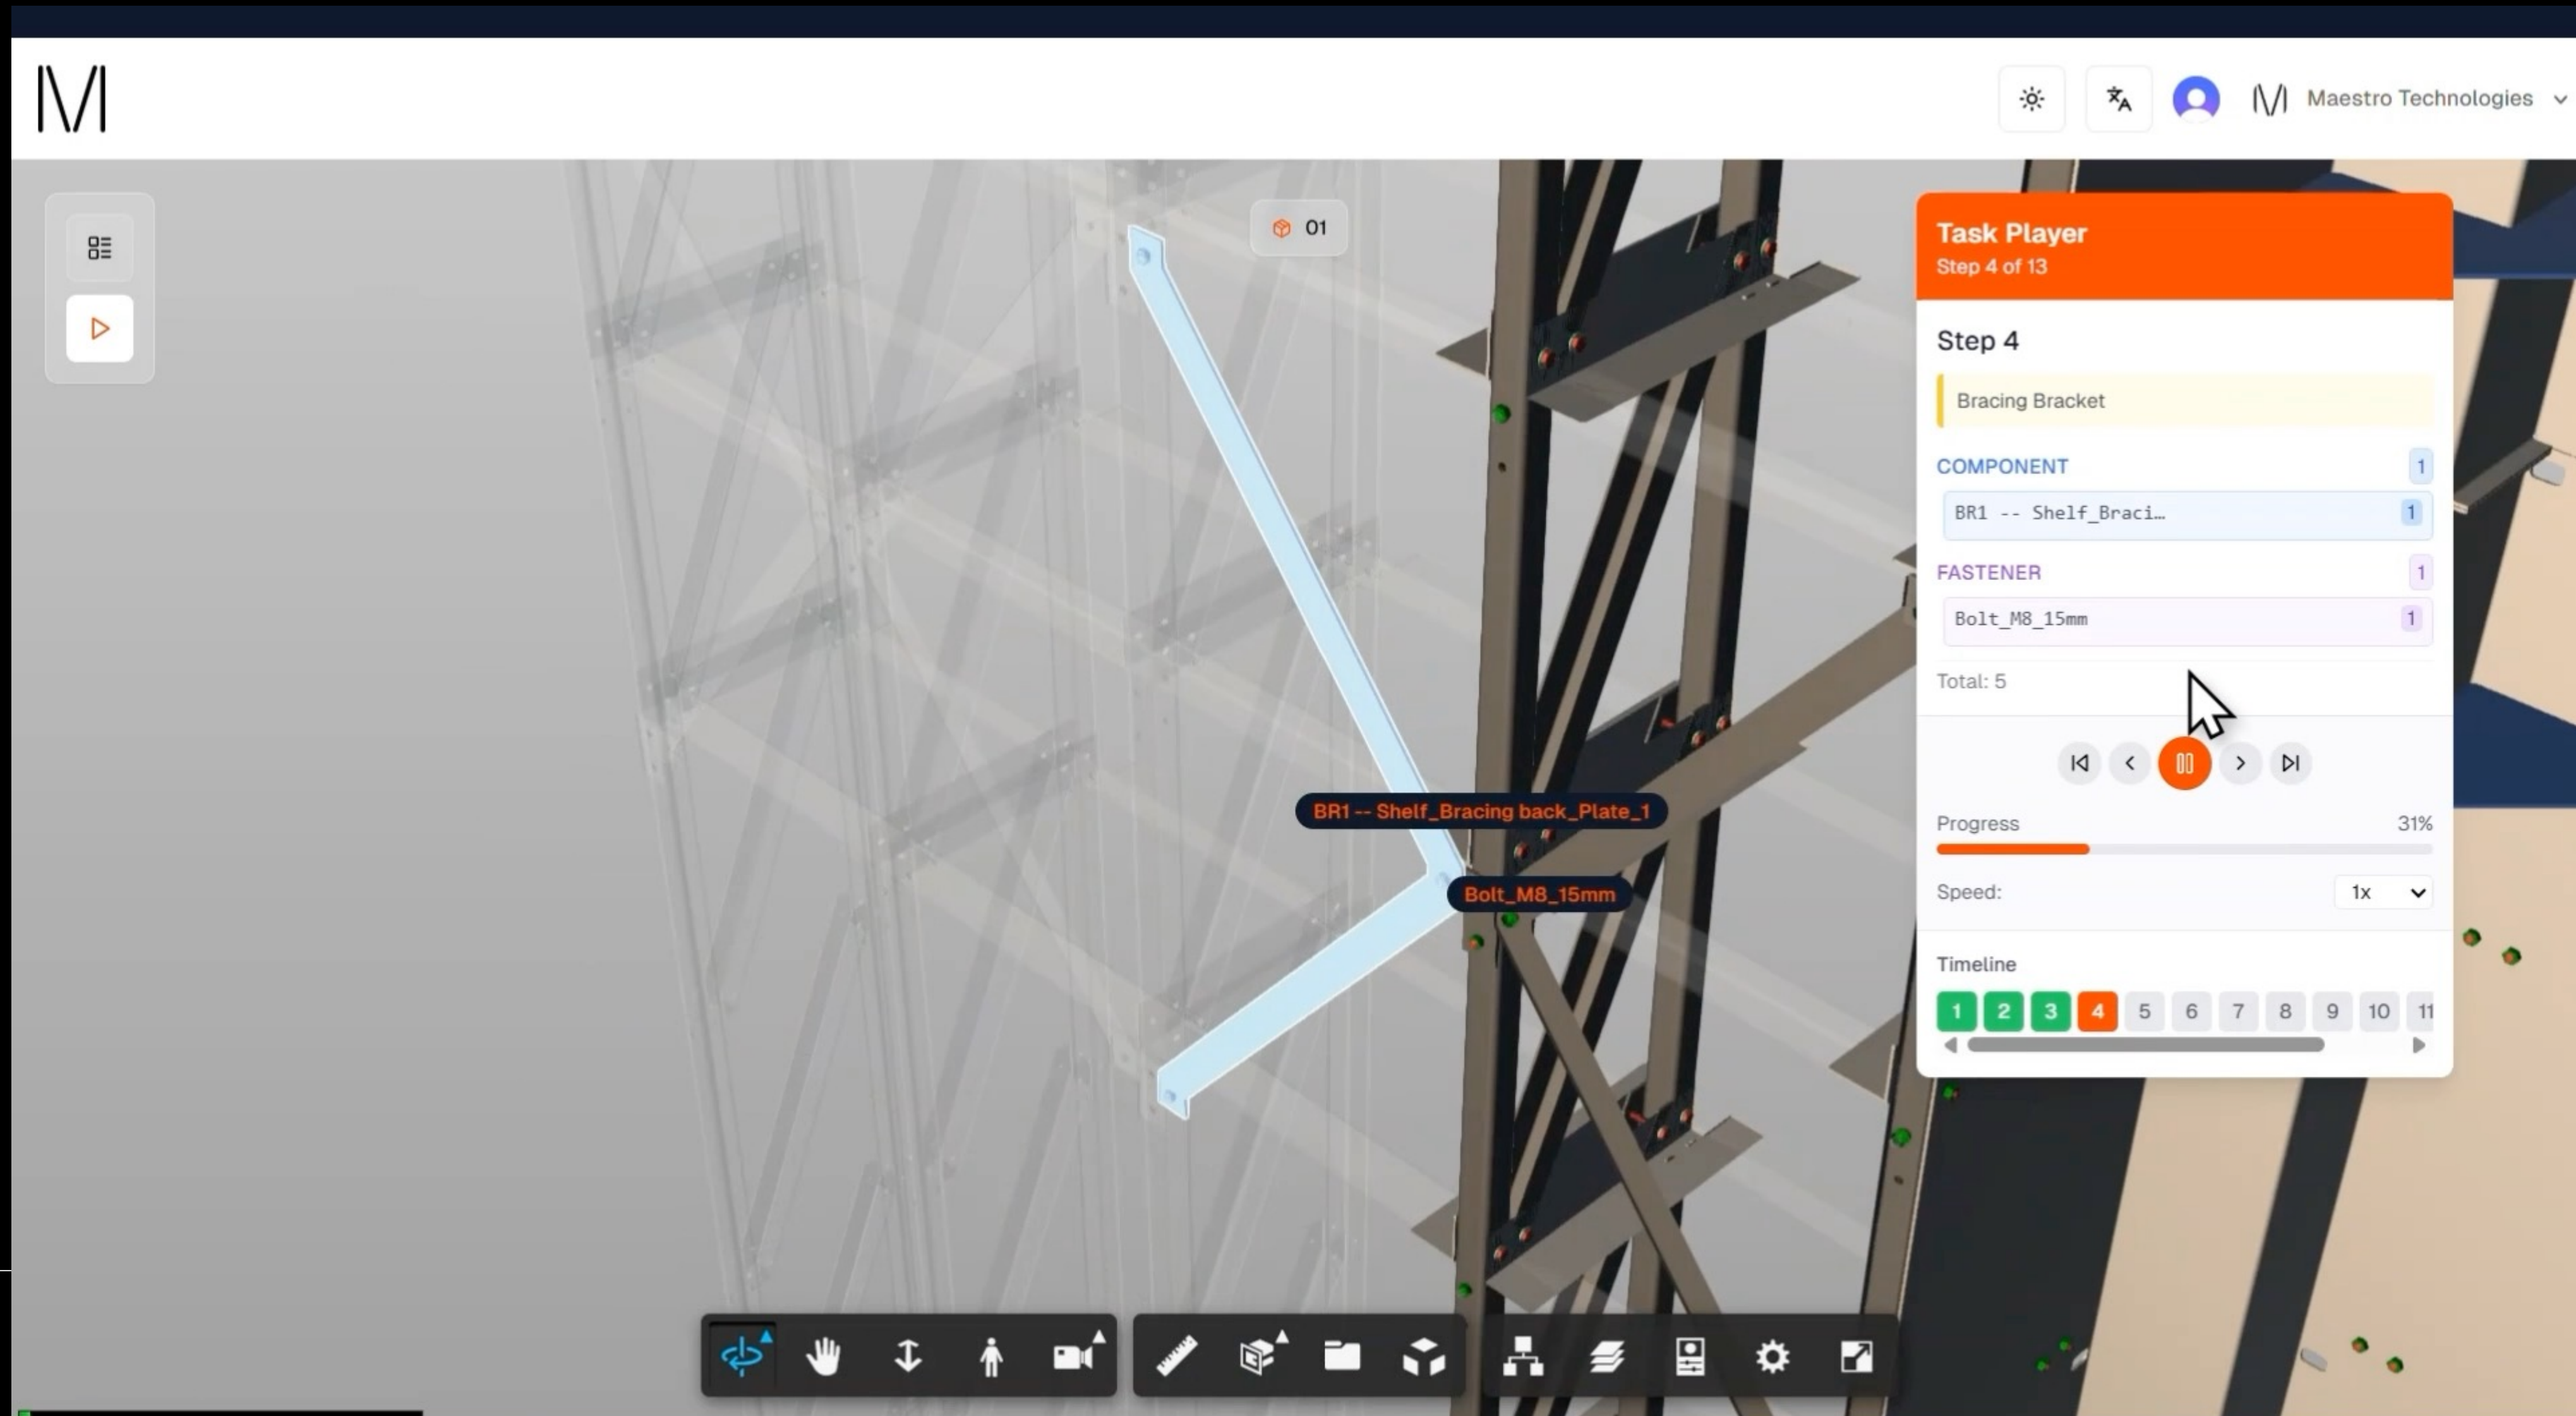 Maestro Technologies
01
Task Player
Step 4 of 13
Step 4
Bracing Bracket
COMPONENT 1
BR1 -- Shelf_Braci… 1
FASTENER 1
Bolt_M8_15mm 1
Total: 5
BR1 -- Shelf_Bracing back_Plate_1
Bolt_M8_15mm
Progress 31%
Speed: 1x
Timeline
1 2 3 4 5 6 7 8 9 10 11